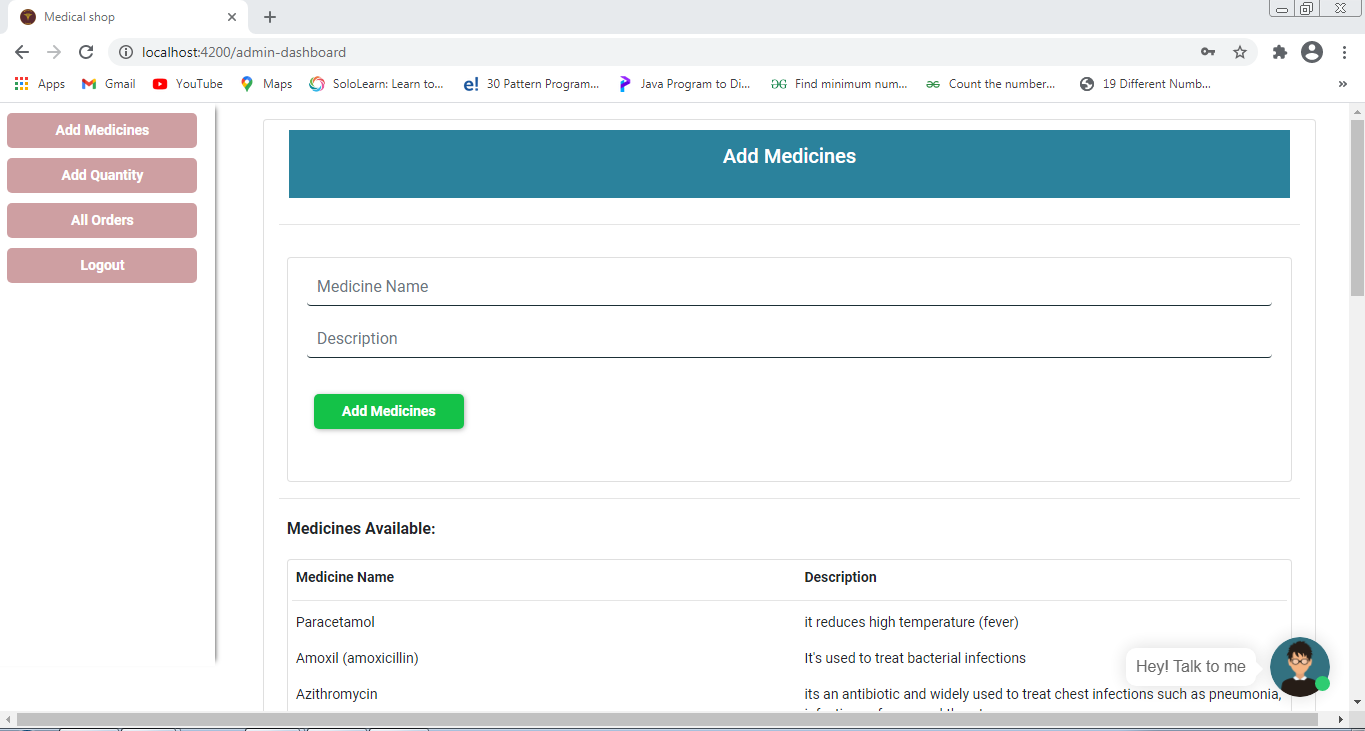 Medical shop
localhost:4200/admin-dashboard
Apps Gmail YouTube Maps SoloLearn: Learn to... e! 30 Pattern Program... Java Program to Di... Find minimum num... Count the number... 19 Different Numb... »
Add Medicines
Add Quantity
All Orders
Logout
Add Medicines
Medicine Name
Description
Add Medicines
Medicines Available:
Medicine Name Description
Paracetamol it reduces high temperature (fever)
Amoxil (amoxicillin) It's used to treat bacterial infections
Azithromycin its an antibiotic and widely used to treat chest infections such as pneumonia,
Hey! Talk to me